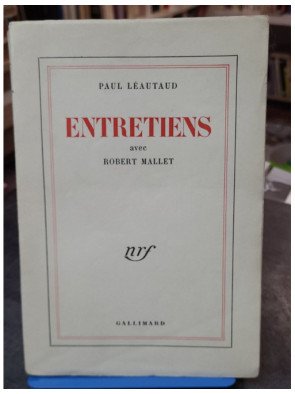 PAUL LÉAUTAUD
ENTRETIENS
avec
ROBERT MALLET
nrf
GALLIMARD